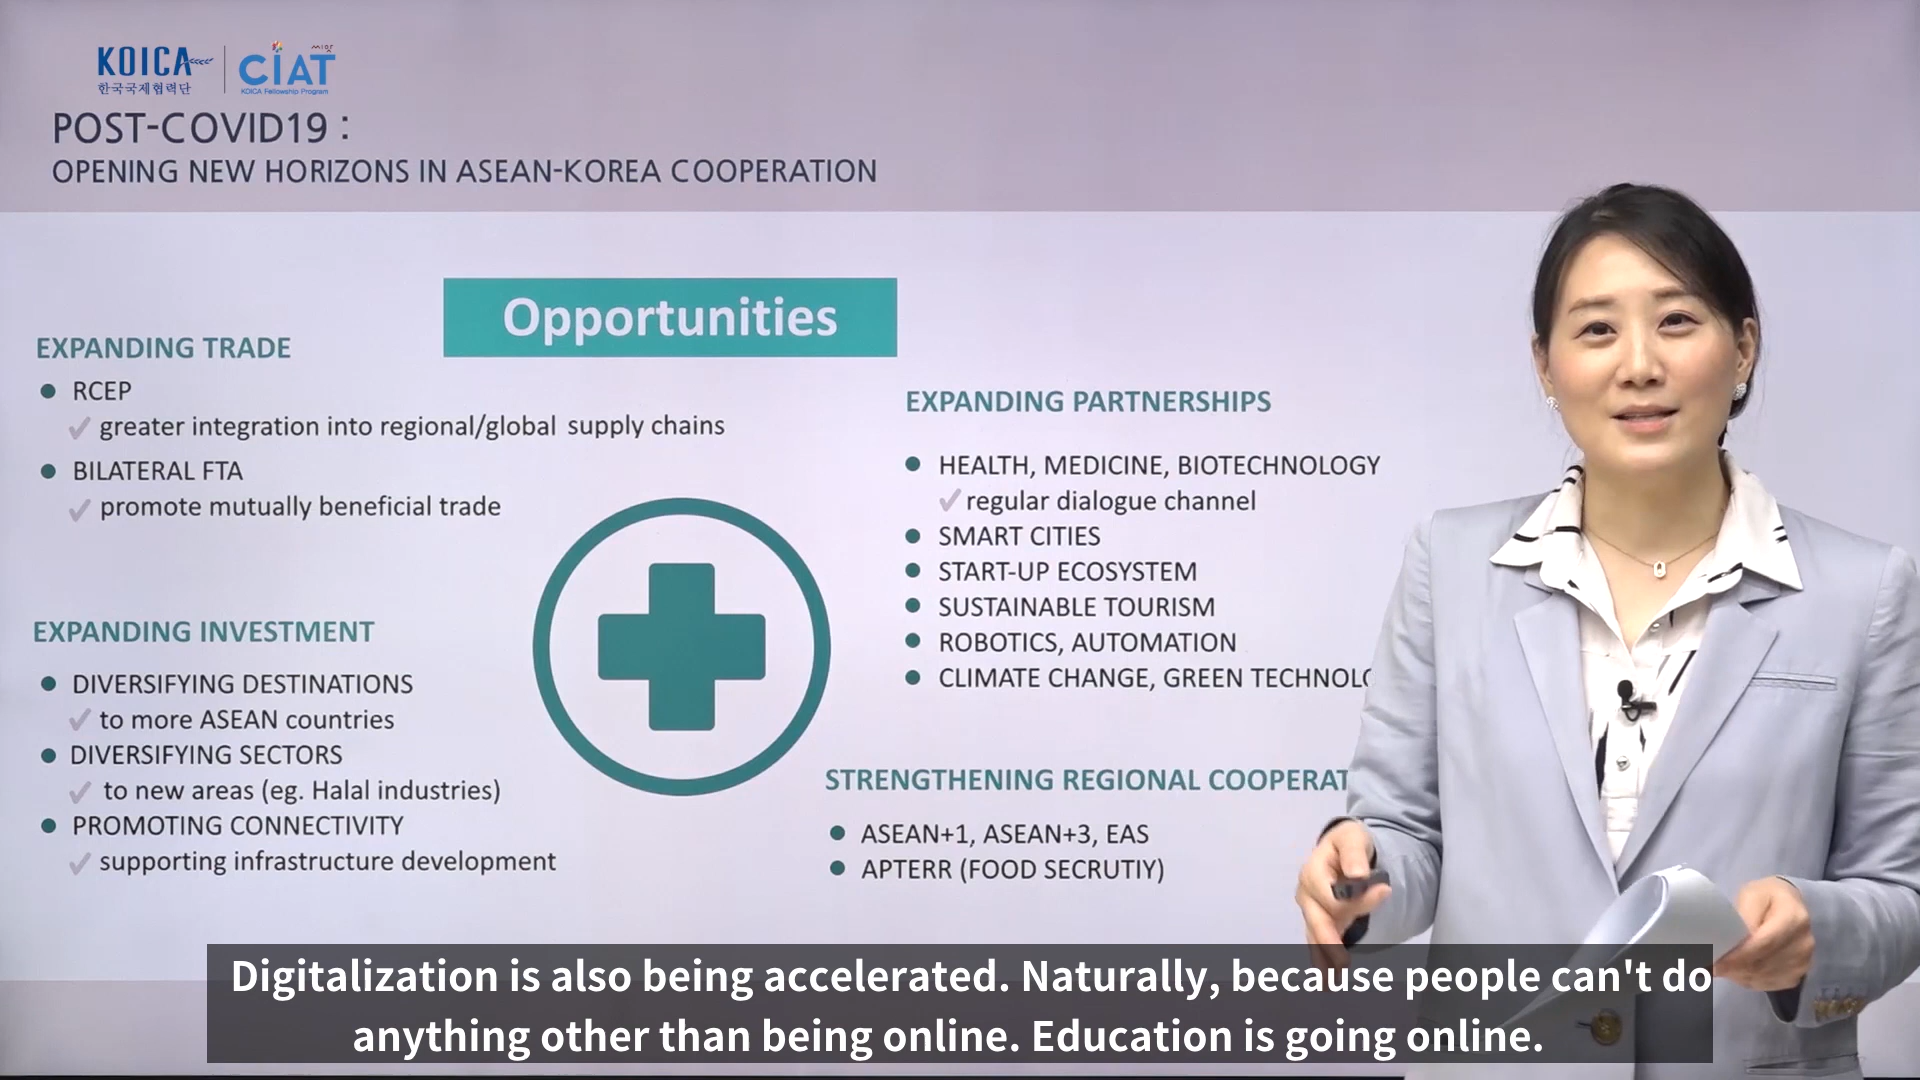 KOICA
한국국제협력단
CIAT
KOICA Fellowship Program
POST-COVID19 :
OPENING NEW HORIZONS IN ASEAN-KOREA COOPERATION
Opportunities
EXPANDING TRADE
RCEP
greater integration into regional/global supply chains
BILATERAL FTA
promote mutually beneficial trade
EXPANDING INVESTMENT
DIVERSIFYING DESTINATIONS
to more ASEAN countries
DIVERSIFYING SECTORS
to new areas (eg. Halal industries)
PROMOTING CONNECTIVITY
supporting infrastructure development
EXPANDING PARTNERSHIPS
HEALTH, MEDICINE, BIOTECHNOLOGY
regular dialogue channel
SMART CITIES
START-UP ECOSYSTEM
SUSTAINABLE TOURISM
ROBOTICS, AUTOMATION
CLIMATE CHANGE, GREEN TECHNOLO
STRENGTHENING REGIONAL COOPERAT
ASEAN+1, ASEAN+3, EAS
APTERR (FOOD SECRUTIY)
Digitalization is also being accelerated. Naturally, because people can't do
anything other than being online. Education is going online.